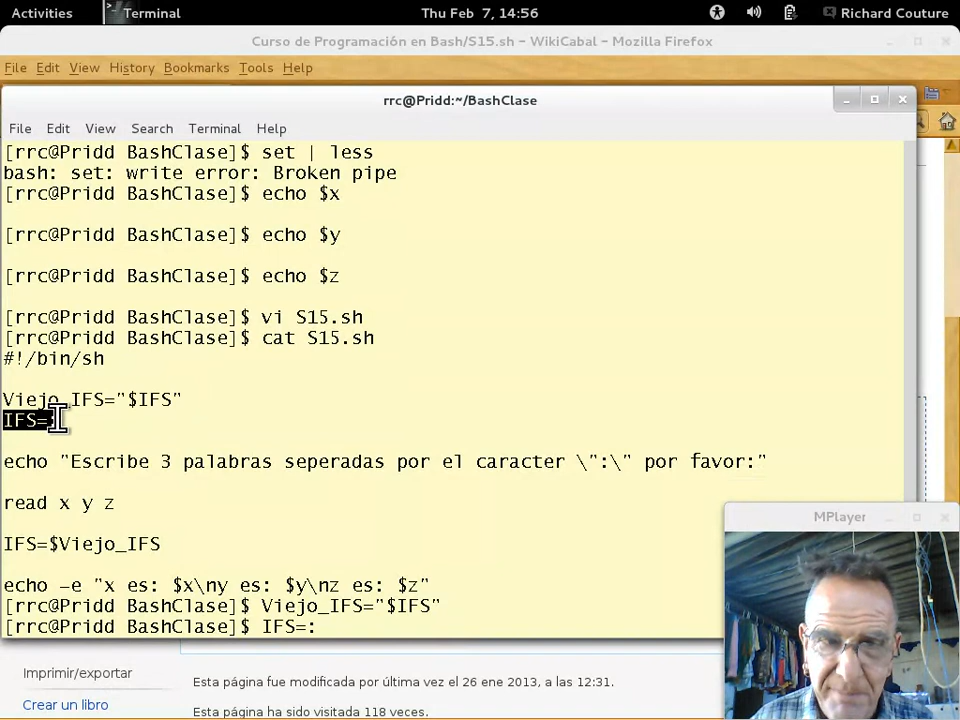 Activities Terminal Thu Feb 7, 14:56 Richard Couture
Curso de Programación en Bash/S15.sh – WikiCabal – Mozilla Firefox
File Edit View History Bookmarks Tools Help
rrc@Pridd:~/BashClase
File Edit View Search Terminal Help
[rrc@Pridd BashClase]$ set | less
bash: set: write error: Broken pipe
[rrc@Pridd BashClase]$ echo $x
[rrc@Pridd BashClase]$ echo $y
[rrc@Pridd BashClase]$ echo $z
[rrc@Pridd BashClase]$ vi S15.sh
[rrc@Pridd BashClase]$ cat S15.sh
#!/bin/sh
Viejo_IFS="$IFS"
IFS=
echo "Escribe 3 palabras seperadas por el caracter \":\" por favor:"
read x y z
IFS=$Viejo_IFS
echo -e "x es: $x\ny es: $y\nz es: $z"
[rrc@Pridd BashClase]$ Viejo_IFS="$IFS"
[rrc@Pridd BashClase]$ IFS=:
MPlayer
Imprimir/exportar
Crear un libro
Esta página fue modificada por última vez el 26 ene 2013, a las 12:31.
Esta página ha sido visitada 118 veces.